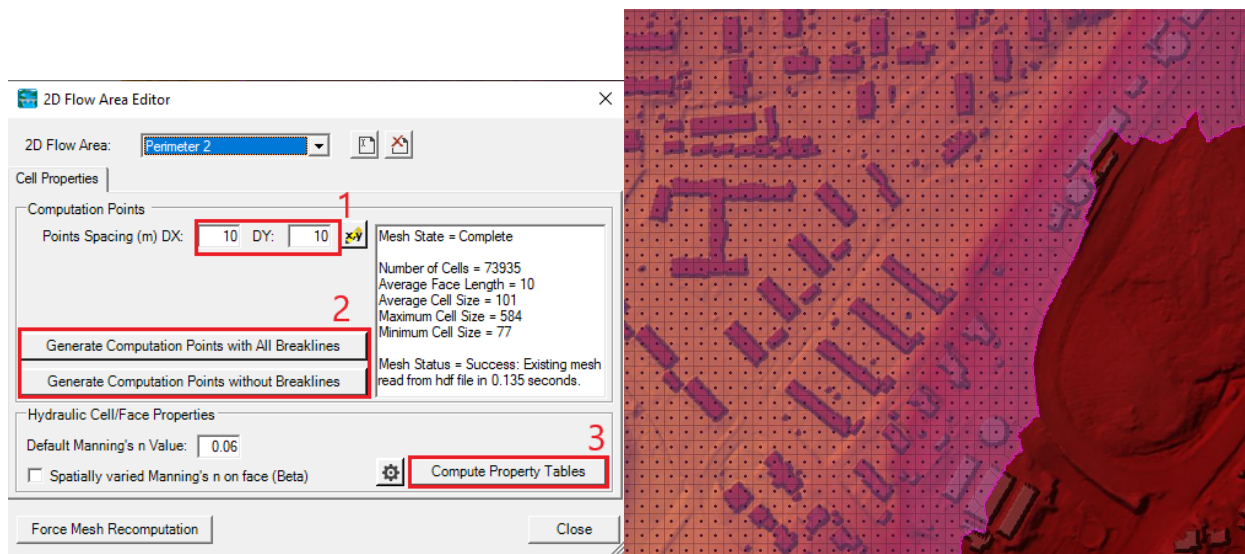 2D Flow Area Editor
2D Flow Area: Perimeter 2
Cell Properties
Computation Points
1
Points Spacing (m) DX: 10 DY: 10
Mesh State = Complete
Number of Cells = 73935
Average Face Length = 10
Average Cell Size = 101
Maximum Cell Size = 584
Minimum Cell Size = 77
Mesh Status = Success: Existing mesh
read from hdf file in 0.135 seconds.
2
Generate Computation Points with All Breaklines
Generate Computation Points without Breaklines
Hydraulic Cell/Face Properties
Default Manning's n Value: 0.06
3
Spatially varied Manning's n on face (Beta)
Compute Property Tables
Force Mesh Recomputation
Close